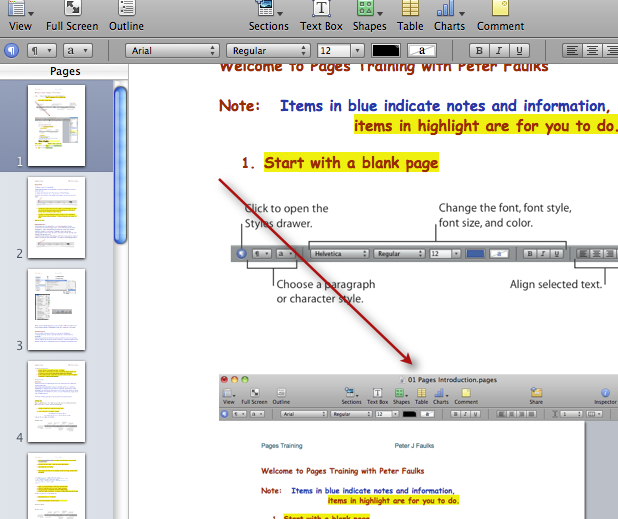 View Full Screen Outline Sections Text Box Shapes Table Charts Comment
¶ a Arial Regular 12 a B I U
Pages
1
2
3
4
Welcome to Pages Training with Peter Faulks
Note: Items in blue indicate notes and information,
items in highlight are for you to do.
1. Start with a blank page
Click to open the
Styles drawer.
Change the font, font style,
font size, and color.
¶ a Helvetica Regular 12 a B I U
Choose a paragraph
or character style.
Align selected text.
01 Pages Introduction.pages
View Full Screen Outline Sections Text Box Shapes Table Charts Comment Share Inspector
¶ a Arial Regular 12 a B I U 1
Pages Training Peter J Faulks
Welcome to Pages Training with Peter Faulks
Note: Items in blue indicate notes and information,
items in highlight are for you to do.
1. Start with a blank page